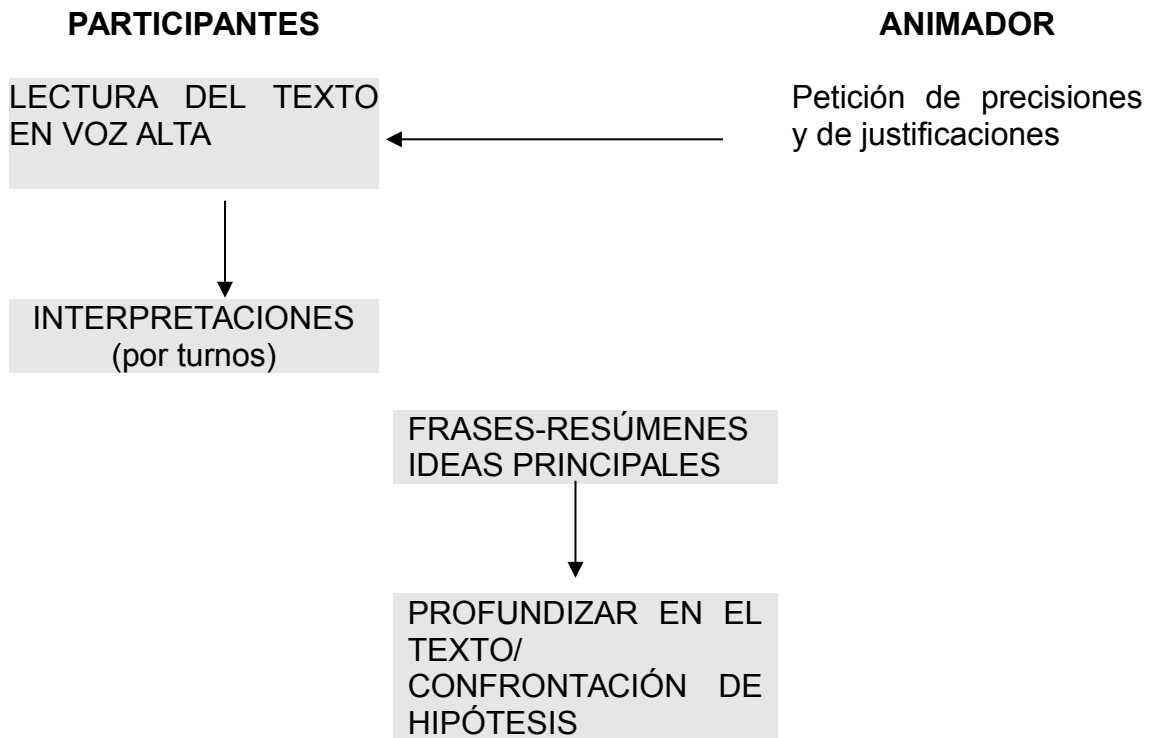 PARTICIPANTES
ANIMADOR
LECTURA DEL TEXTO
EN VOZ ALTA
Petición de precisiones
y de justificaciones
INTERPRETACIONES
(por turnos)
FRASES-RESÚMENES
IDEAS PRINCIPALES
PROFUNDIZAR EN EL
TEXTO/
CONFRONTACIÓN DE
HIPÓTESIS